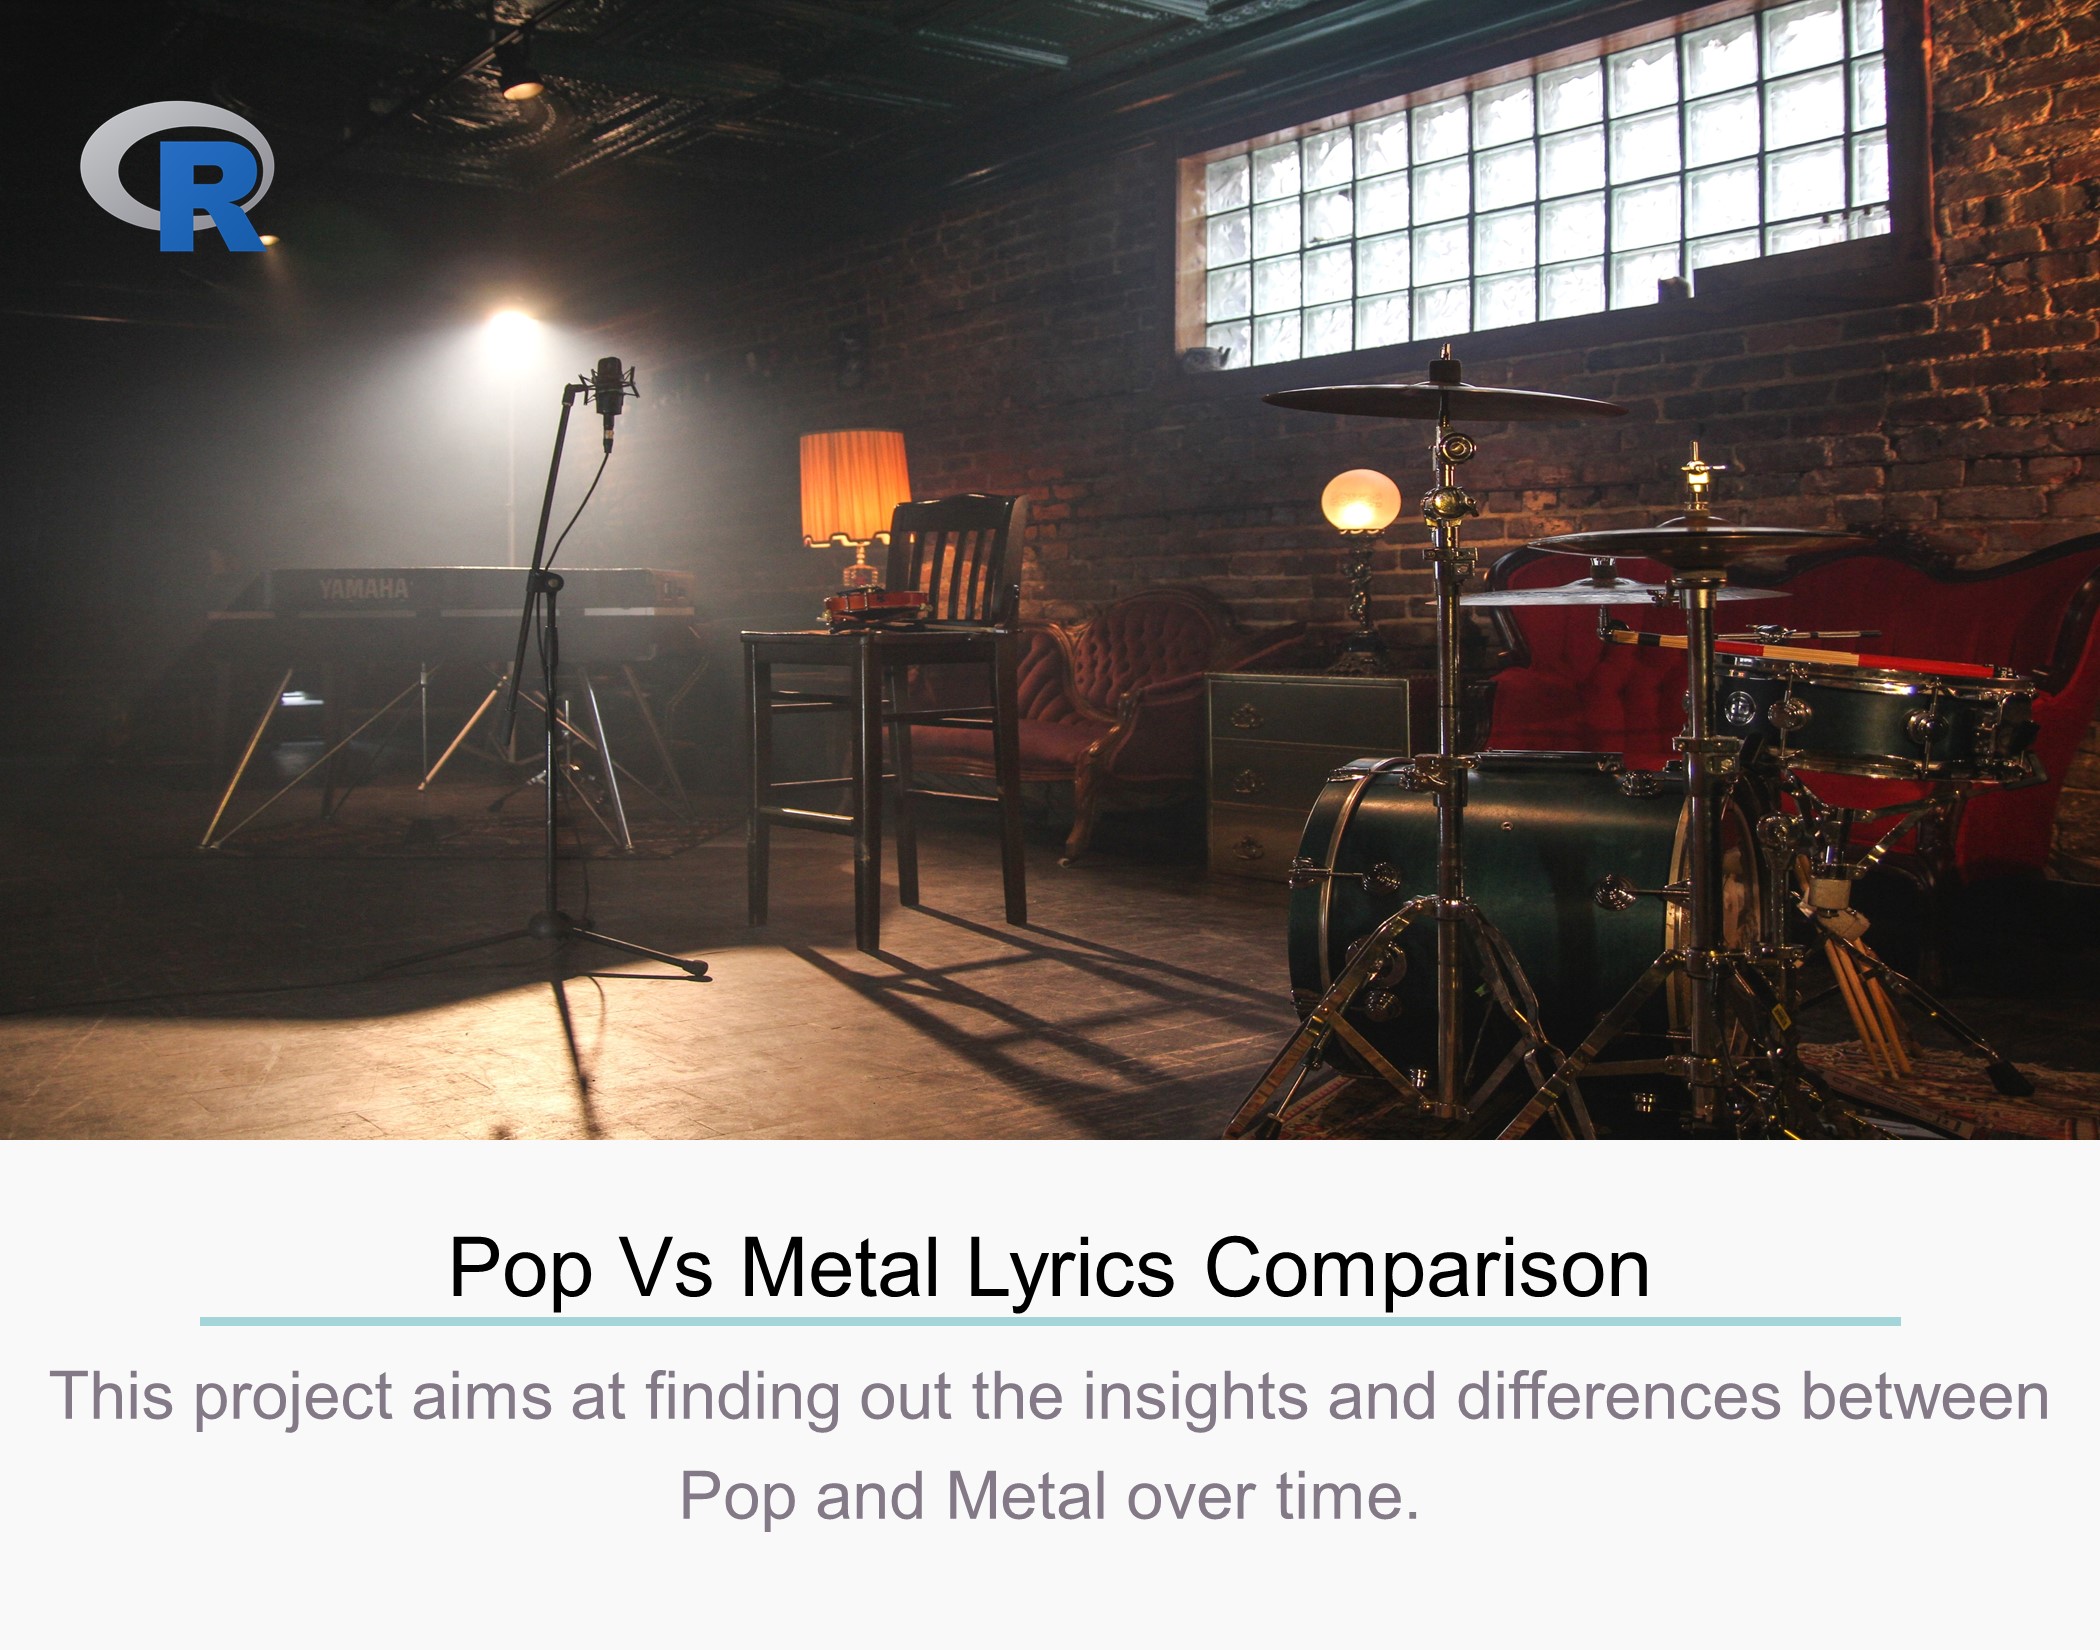 R
YAMAHA
Pop Vs Metal Lyrics Comparison
This project aims at finding out the insights and differences between
Pop and Metal over time.